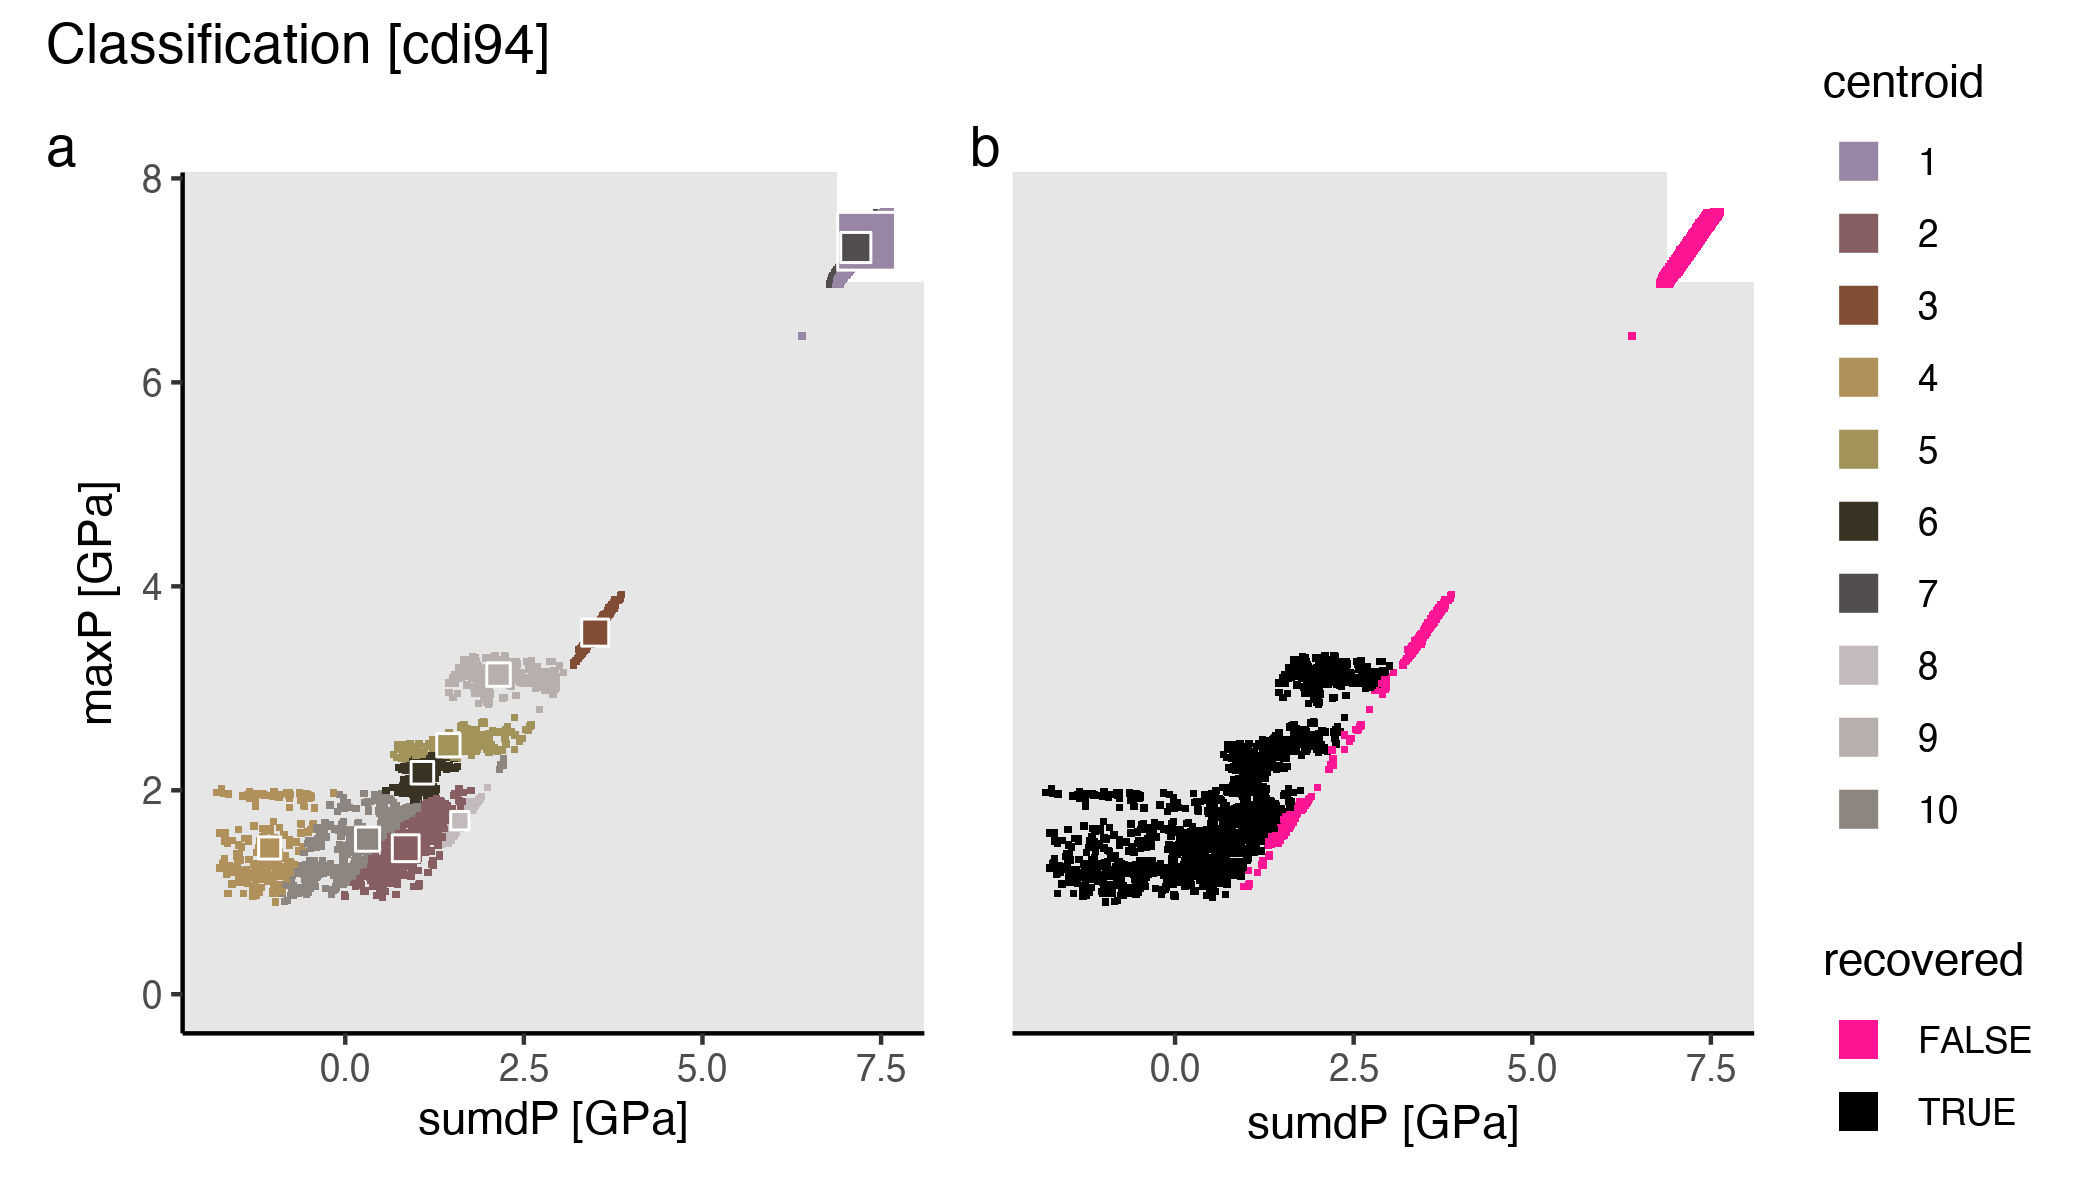 Classification [cdi94]
a
b
8
6
4
2
0
maxP [GPa]
0.0 2.5 5.0 7.5
sumdP [GPa]
0.0 2.5 5.0 7.5
sumdP [GPa]
centroid
1
2
3
4
5
6
7
8
9
10
recovered
FALSE
TRUE